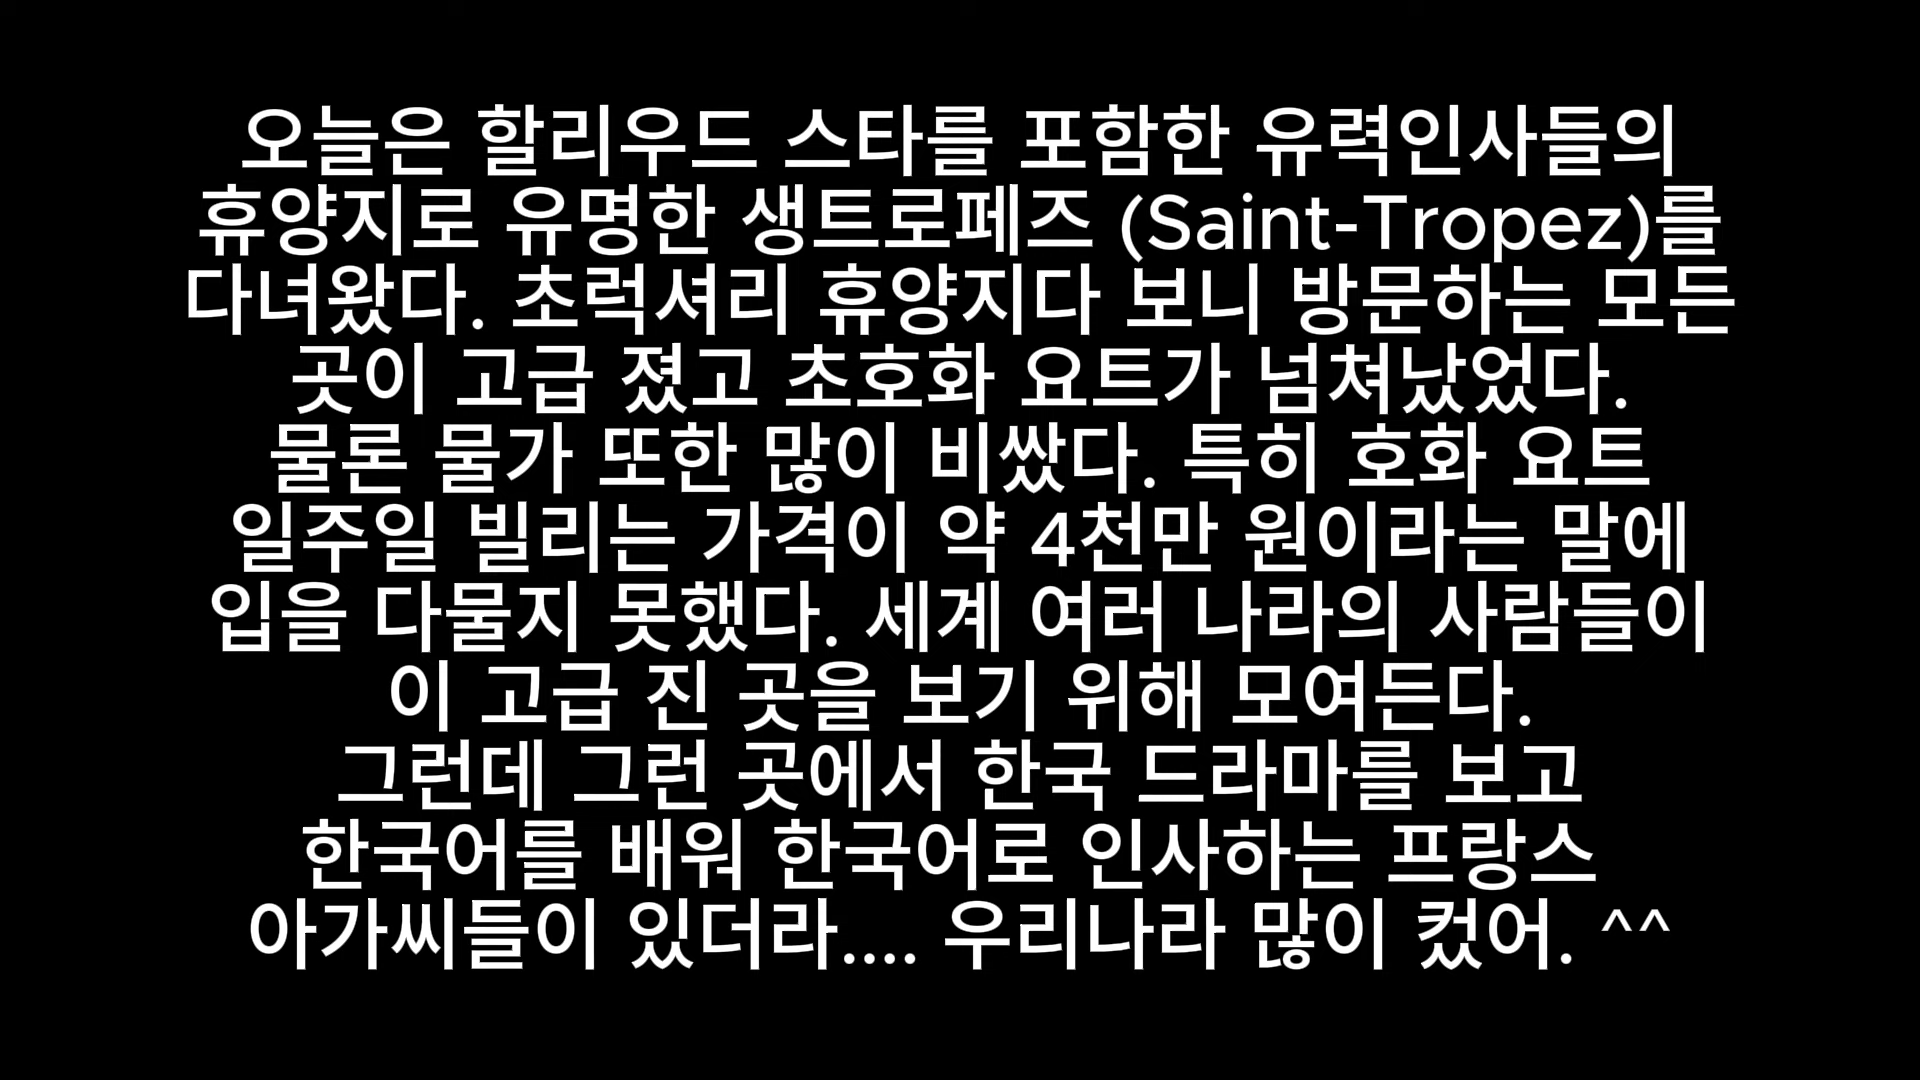 오늘은 할리우드 스타를 포함한 유력인사들의
휴양지로 유명한 생트로페즈 (Saint-Tropez)를
다녀왔다. 초럭셔리 휴양지다 보니 방문하는 모든
곳이 고급 졌고 초호화 요트가 넘쳐났었다.
물론 물가 또한 많이 비쌌다. 특히 호화 요트
일주일 빌리는 가격이 약 4천만 원이라는 말에
입을 다물지 못했다. 세계 여러 나라의 사람들이
이 고급 진 곳을 보기 위해 모여든다.
그런데 그런 곳에서 한국 드라마를 보고
한국어를 배워 한국어로 인사하는 프랑스
아가씨들이 있더라.... 우리나라 많이 컸어. ^^